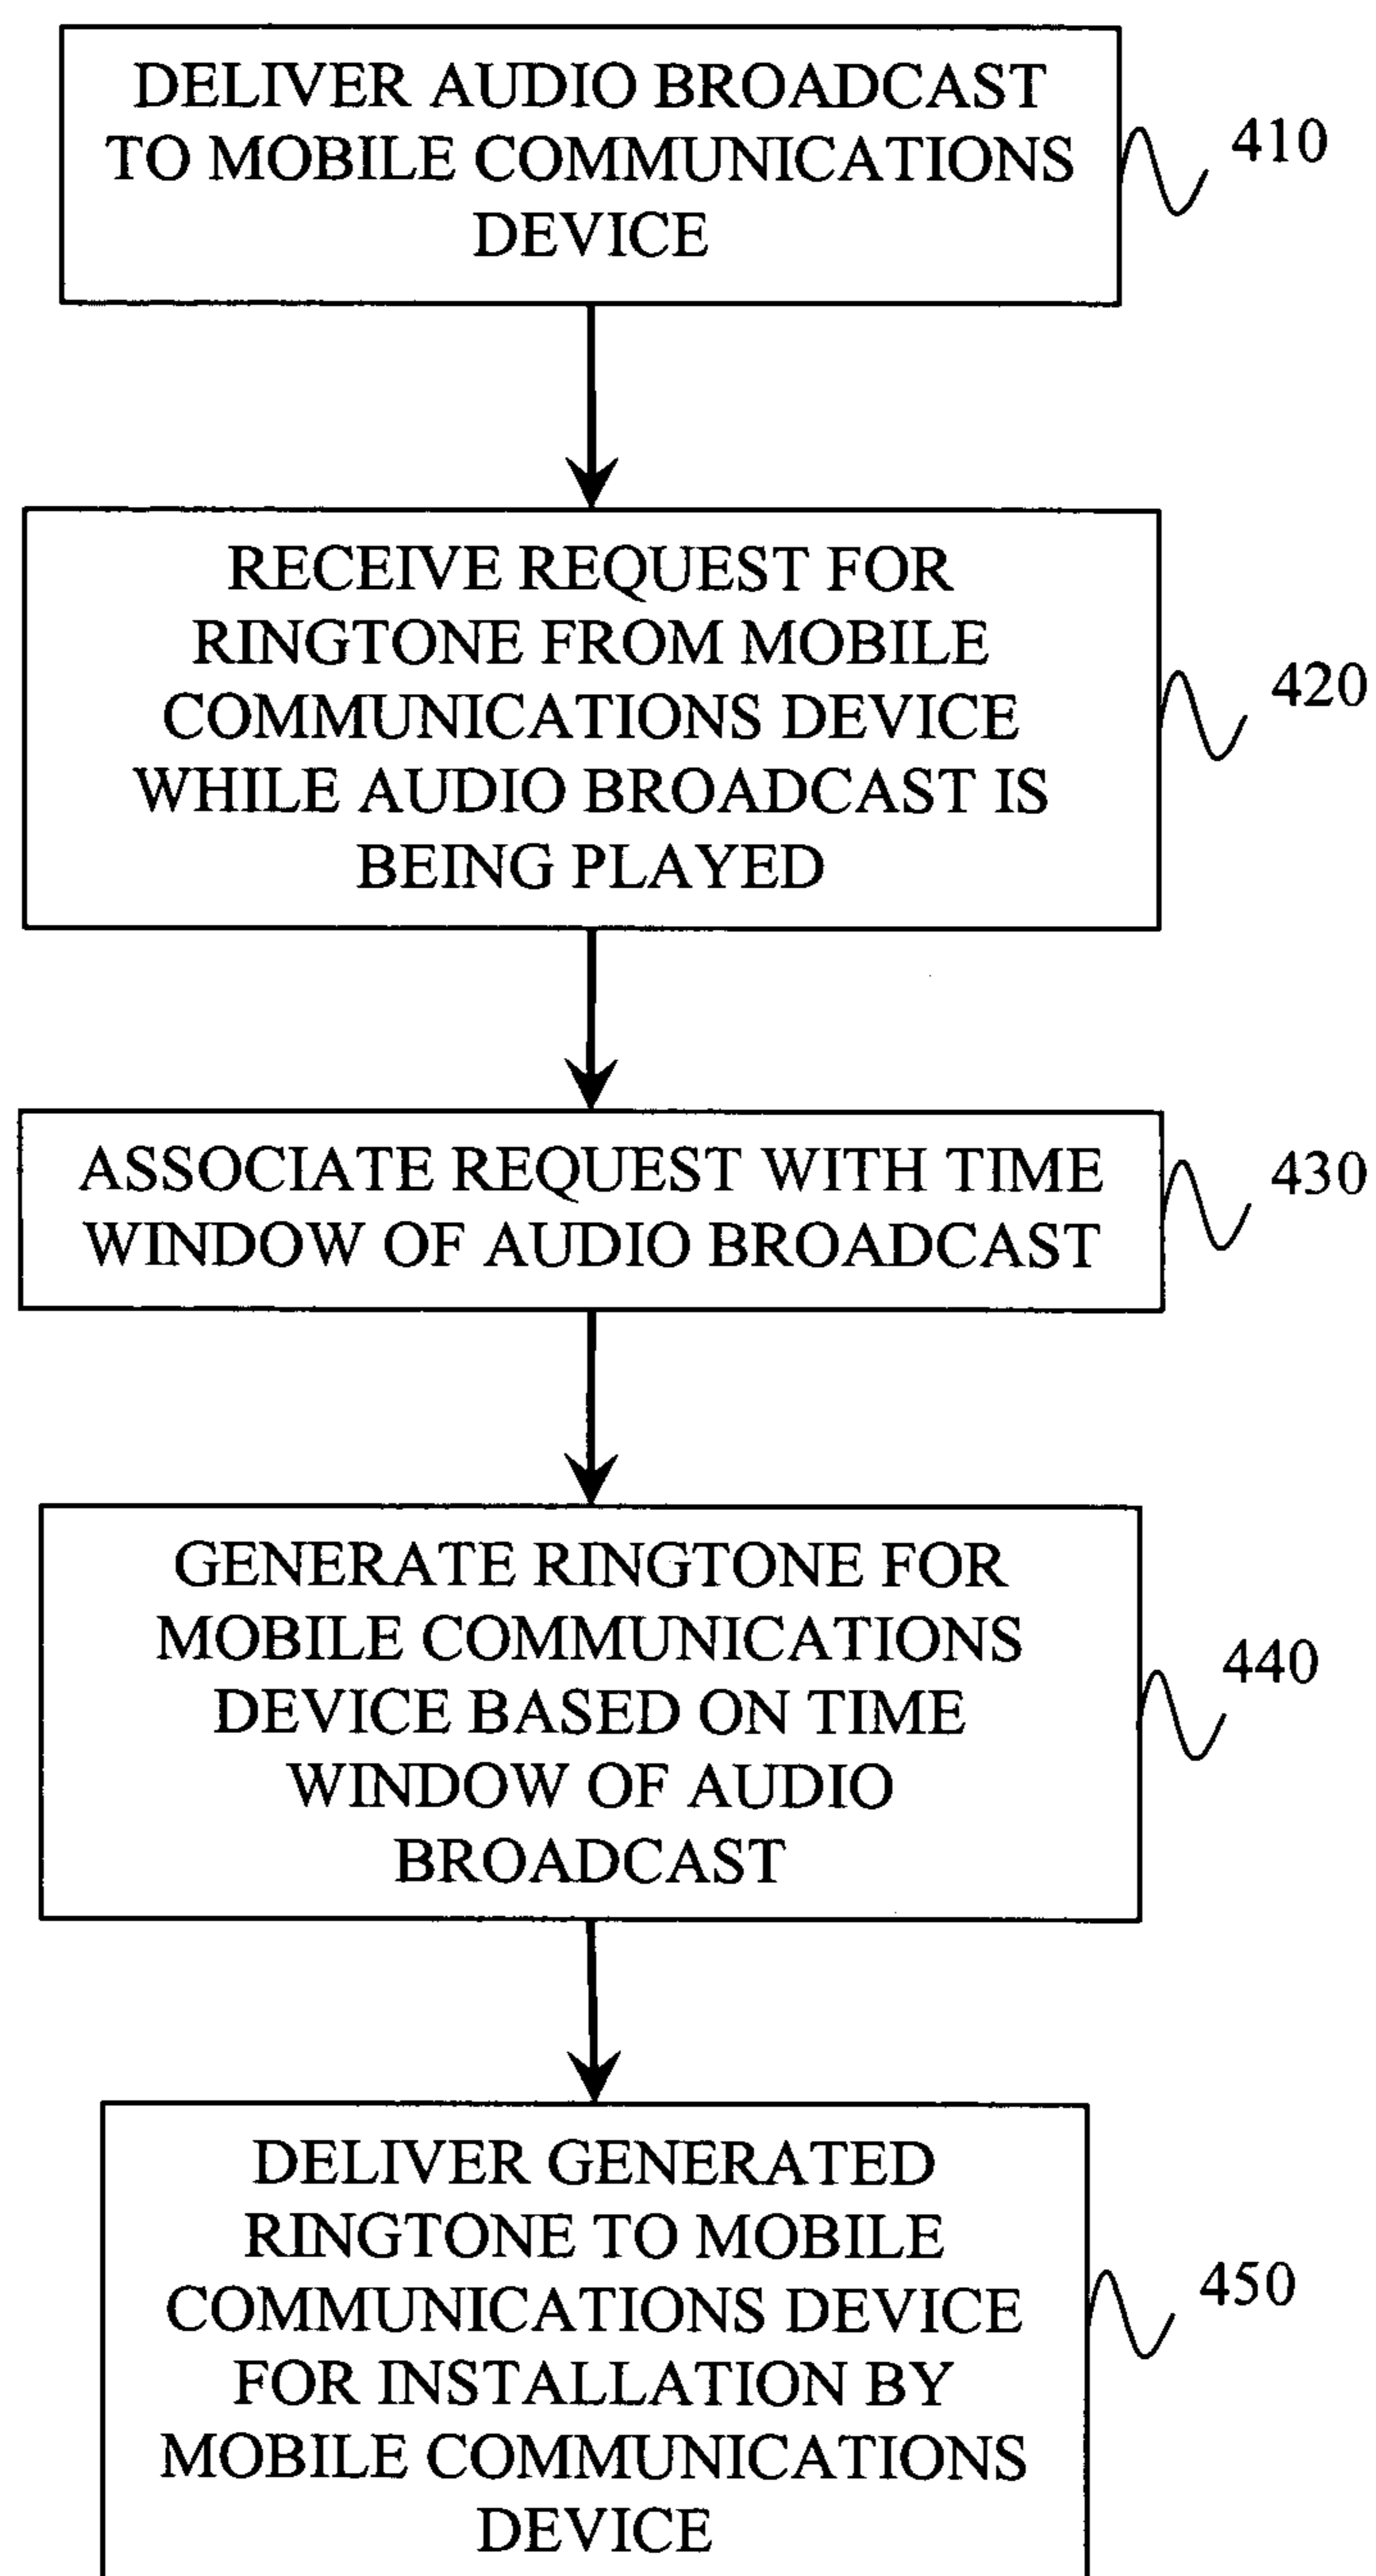 DELIVER AUDIO BROADCAST
TO MOBILE COMMUNICATIONS
DEVICE
410
RECEIVE REQUEST FOR
RINGTONE FROM MOBILE
COMMUNICATIONS DEVICE
WHILE AUDIO BROADCAST IS
BEING PLAYED
420
ASSOCIATE REQUEST WITH TIME
WINDOW OF AUDIO BROADCAST
430
GENERATE RINGTONE FOR
MOBILE COMMUNICATIONS
DEVICE BASED ON TIME
WINDOW OF AUDIO
BROADCAST
440
DELIVER GENERATED
RINGTONE TO MOBILE
COMMUNICATIONS DEVICE
FOR INSTALLATION BY
MOBILE COMMUNICATIONS
DEVICE
450